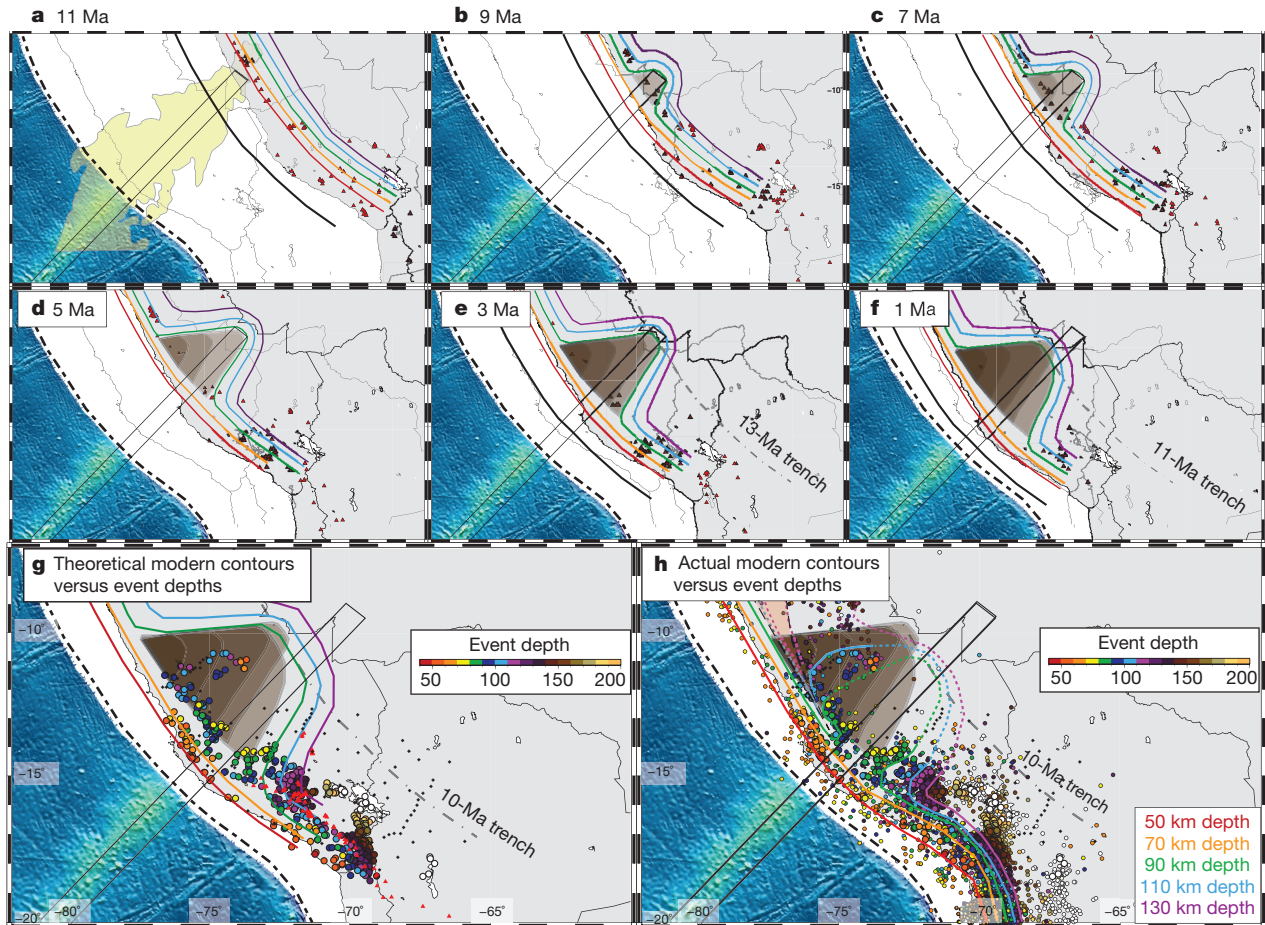 a 11 Ma
b 9 Ma
c 7 Ma
−10°
−15°
d 5 Ma
e 3 Ma
13-Ma trench
f 1 Ma
11-Ma trench
g Theoretical modern contours
versus event depths
−10°
−15°
−20°
−80°
−75°
−70°
−65°
Event depth
50 100 150 200
10-Ma trench
h Actual modern contours
versus event depths
−10°
−15°
−20°
−80°
−75°
−70°
−65°
Event depth
50 100 150 200
10-Ma trench
50 km depth
70 km depth
90 km depth
110 km depth
130 km depth